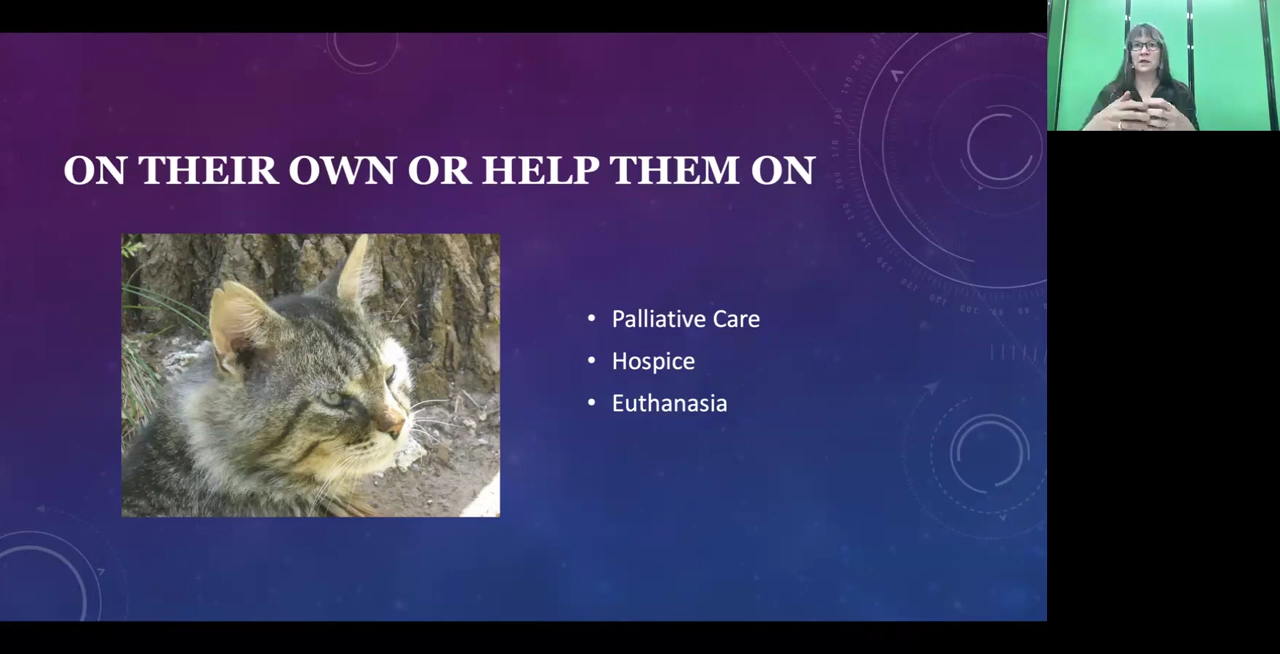 ON THEIR OWN OR HELP THEM ON
• Palliative Care
• Hospice
• Euthanasia